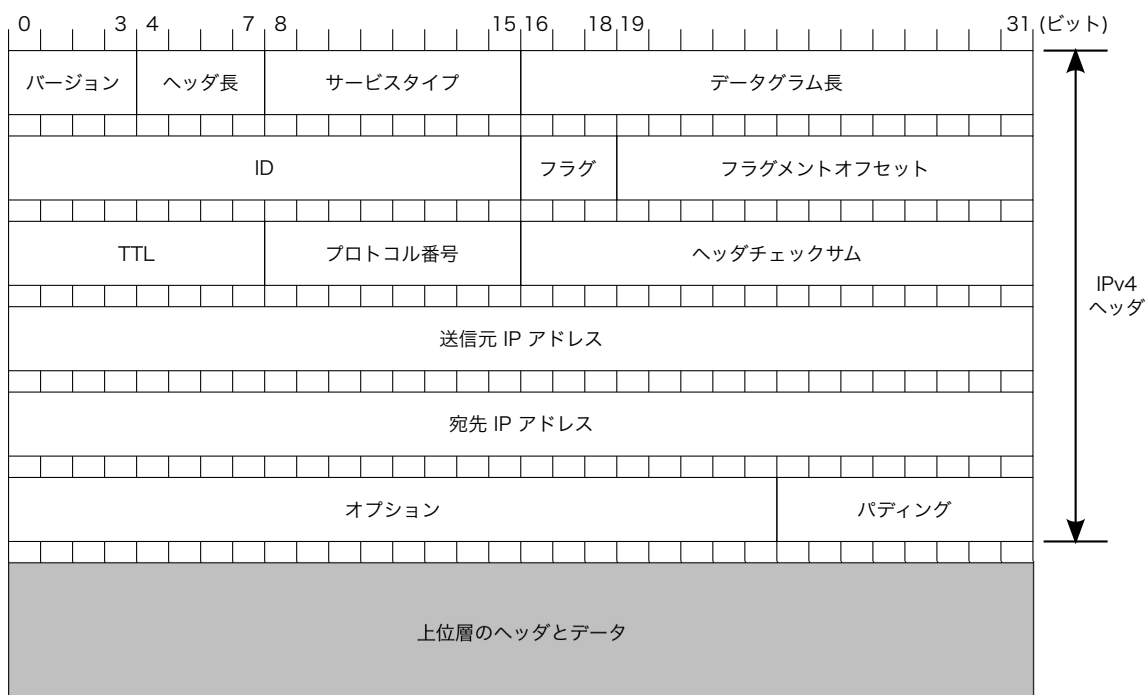 0 3 4 7 8 15 16 18 19 31 (ビット)
バージョン ヘッダ長 サービスタイプ データグラム長
ID フラグ フラグメントオフセット
TTL プロトコル番号 ヘッダチェックサム
送信元 IP アドレス
宛先 IP アドレス
オプション パディング
上位層のヘッダとデータ
IPv4
ヘッダ